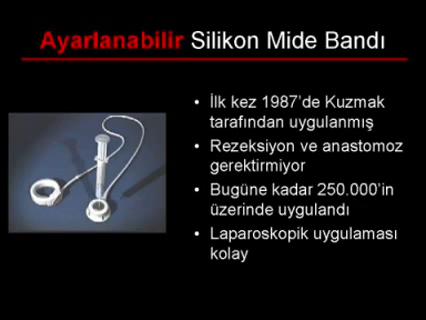 Ayarlanabilir Silikon Mide Bandı
• İlk kez 1987'de Kuzmak
tarafından uygulanmış
• Rezeksiyon ve anastomoz
gerektirmiyor
• Bugüne kadar 250.000'in
üzerinde uygulandı
• Laparoskopik uygulaması
kolay